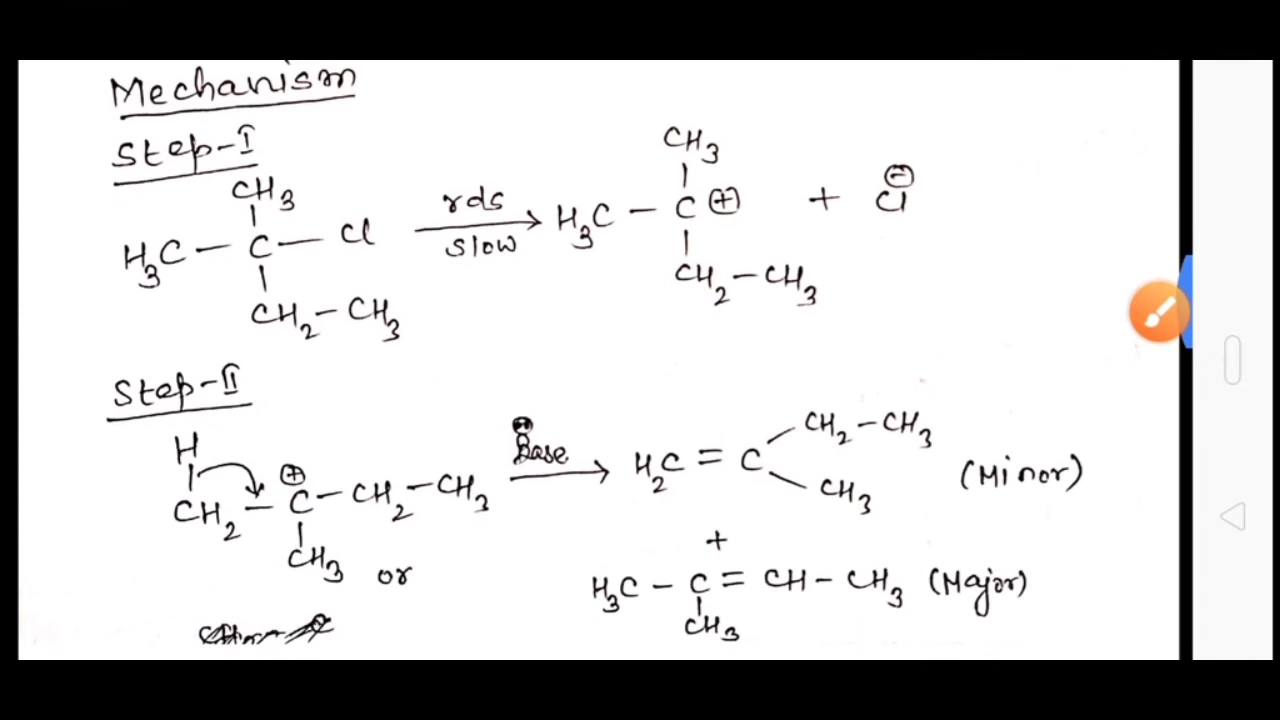 Mechanism
Step-I
CH3 CH3
H3C - C - Cl rds slow H3C - C ⊕ + Cl ⊖
CH2 - CH3 CH2 - CH3
Step-II
H ⊕ Base CH2 - CH3
CH2 - C - CH2 - CH3 H2C = C (Minor)
CH3 or CH3
+
H3C - C = CH - CH3 (Major)
CH3